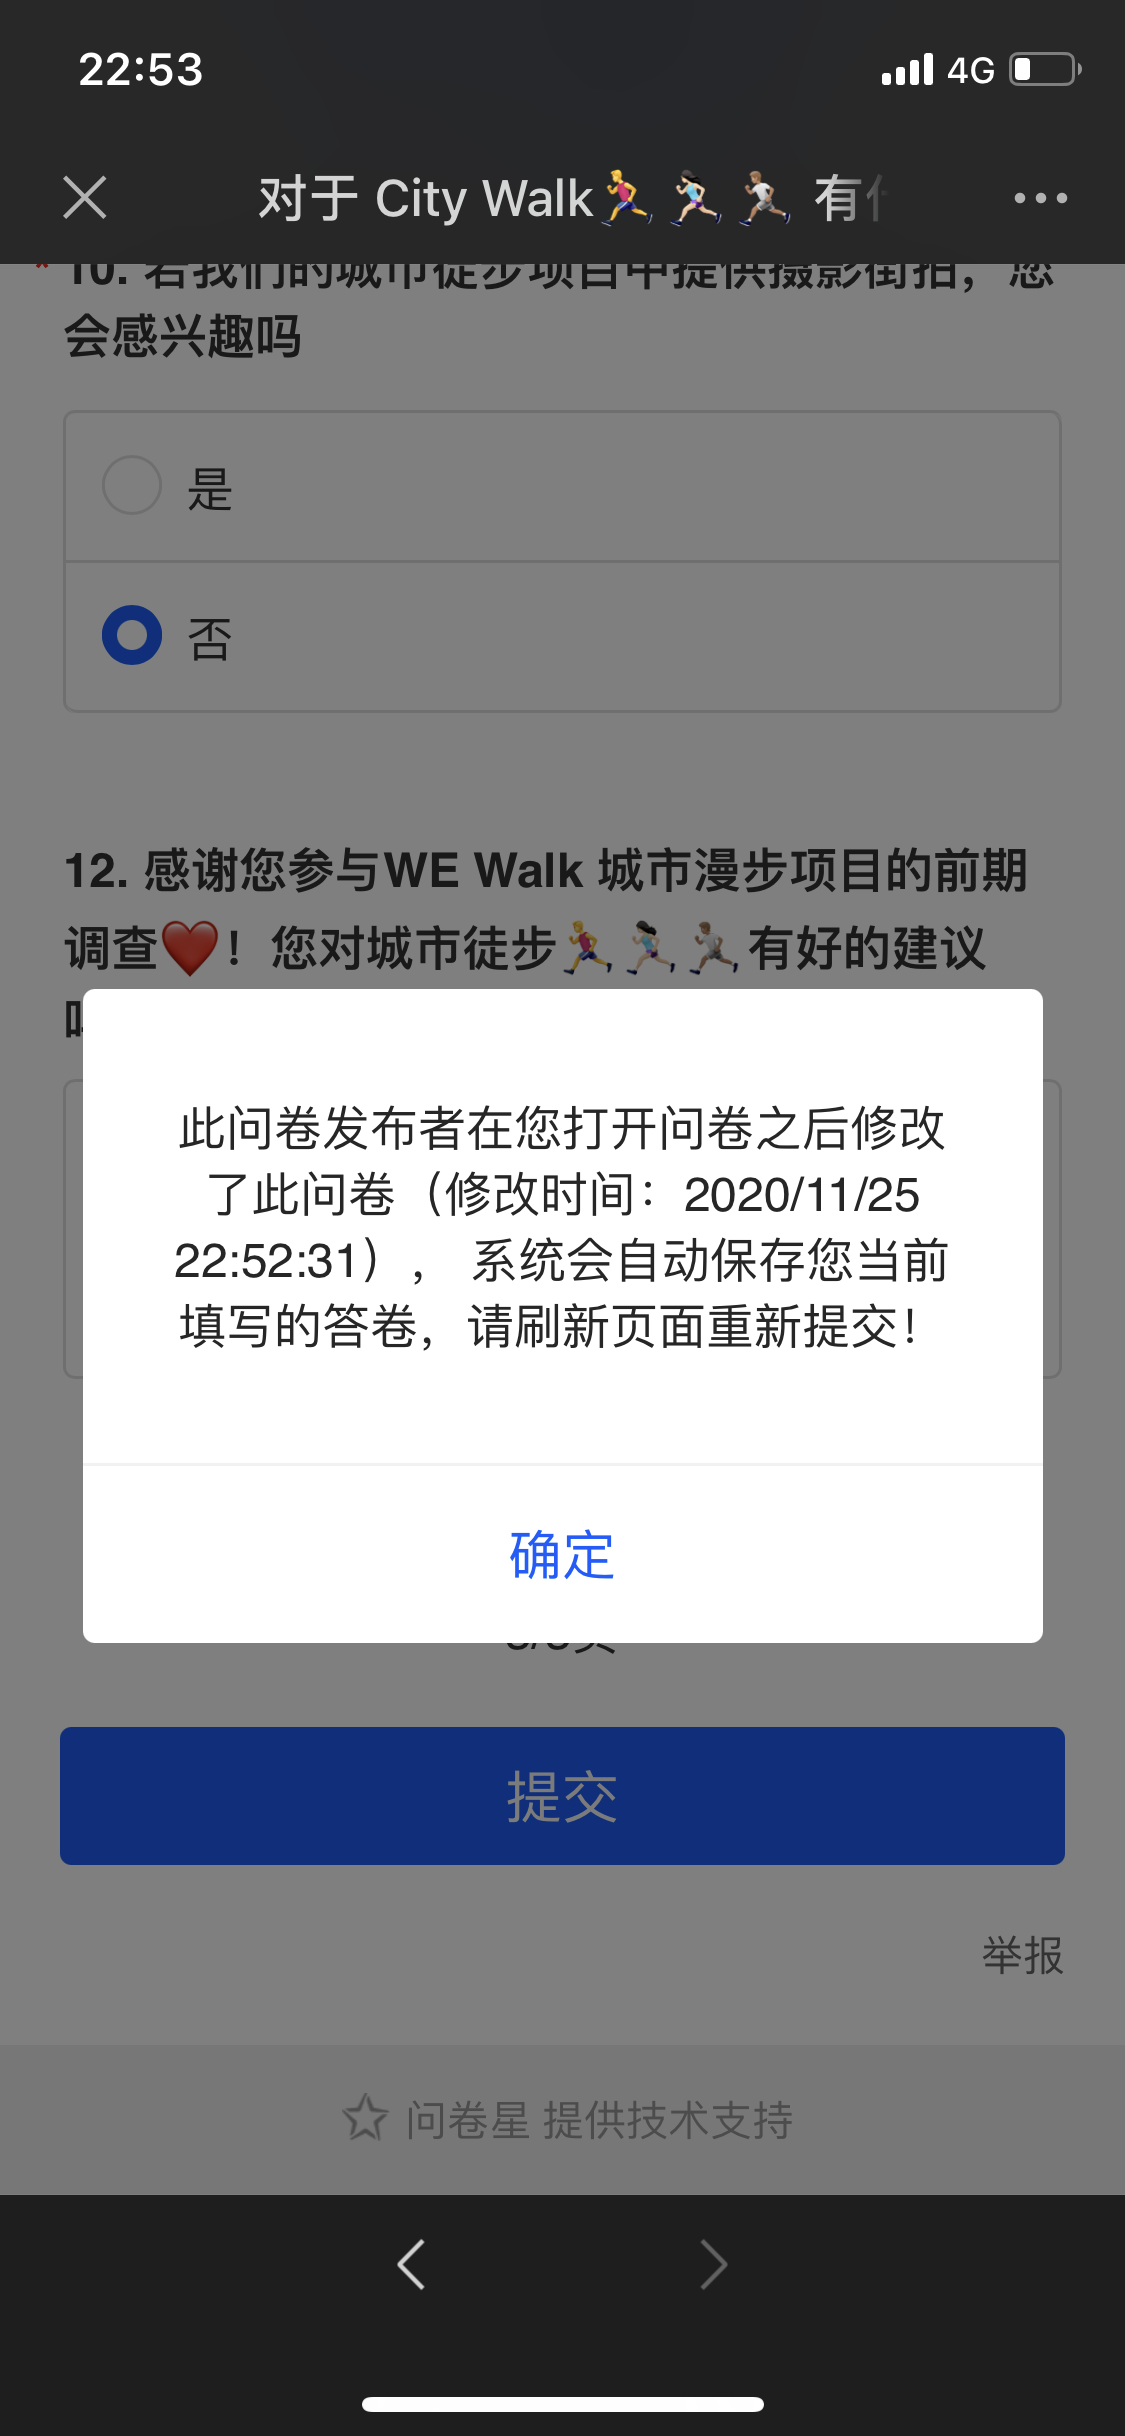 22:53
4G
对于 City Walk🏃🏃🏻‍♀️🏃🏽 有
10. 若我们的城市徒步项目中提供摄影街拍，您
会感兴趣吗
是
否
12. 感谢您参与WE Walk 城市漫步项目的前期
调查❤️！您对城市徒步🏃🏃🏻‍♀️🏃🏽有好的建议
此问卷发布者在您打开问卷之后修改
了此问卷（修改时间：2020/11/25
22:52:31）， 系统会自动保存您当前
填写的答卷，请刷新页面重新提交！
确定
提交
举报
问卷星 提供技术支持